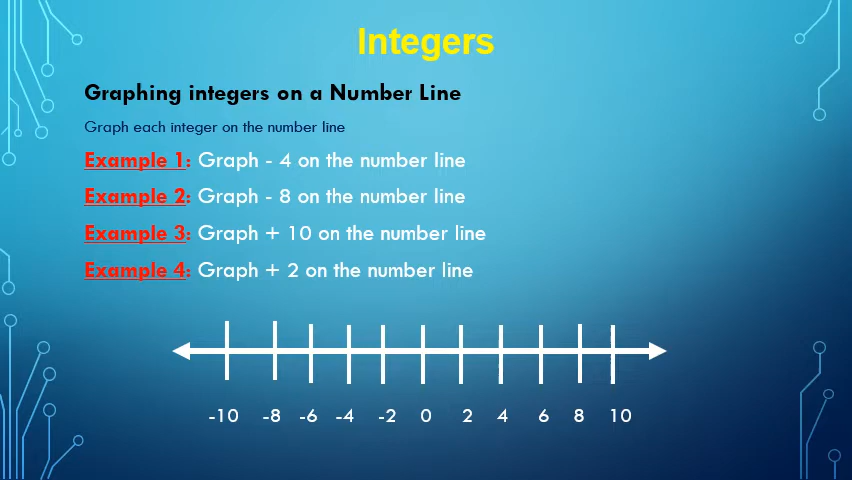 Integers
Graphing integers on a Number Line
Graph each integer on the number line
Example 1: Graph - 4 on the number line
Example 2: Graph - 8 on the number line
Example 3: Graph + 10 on the number line
Example 4: Graph + 2 on the number line
-10 -8 -6 -4 -2 0 2 4 6 8 10